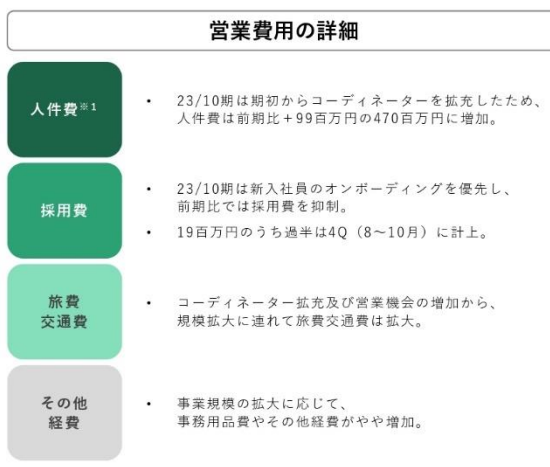 営業費用の詳細
人件費※1
• 23/10期は期初からコーディネーターを拡充したため、
人件費は前期比＋99百万円の470百万円に増加。
採用費
• 23/10期は新入社員のオンボーディングを優先し、
前期比では採用費を抑制。
• 19百万円のうち過半は4Q（8～10月）に計上。
旅費
交通費
• コーディネーター拡充及び営業機会の増加から、
規模拡大に連れて旅費交通費は拡大。
その他
経費
• 事業規模の拡大に応じて、
事務用品費やその他経費がやや増加。